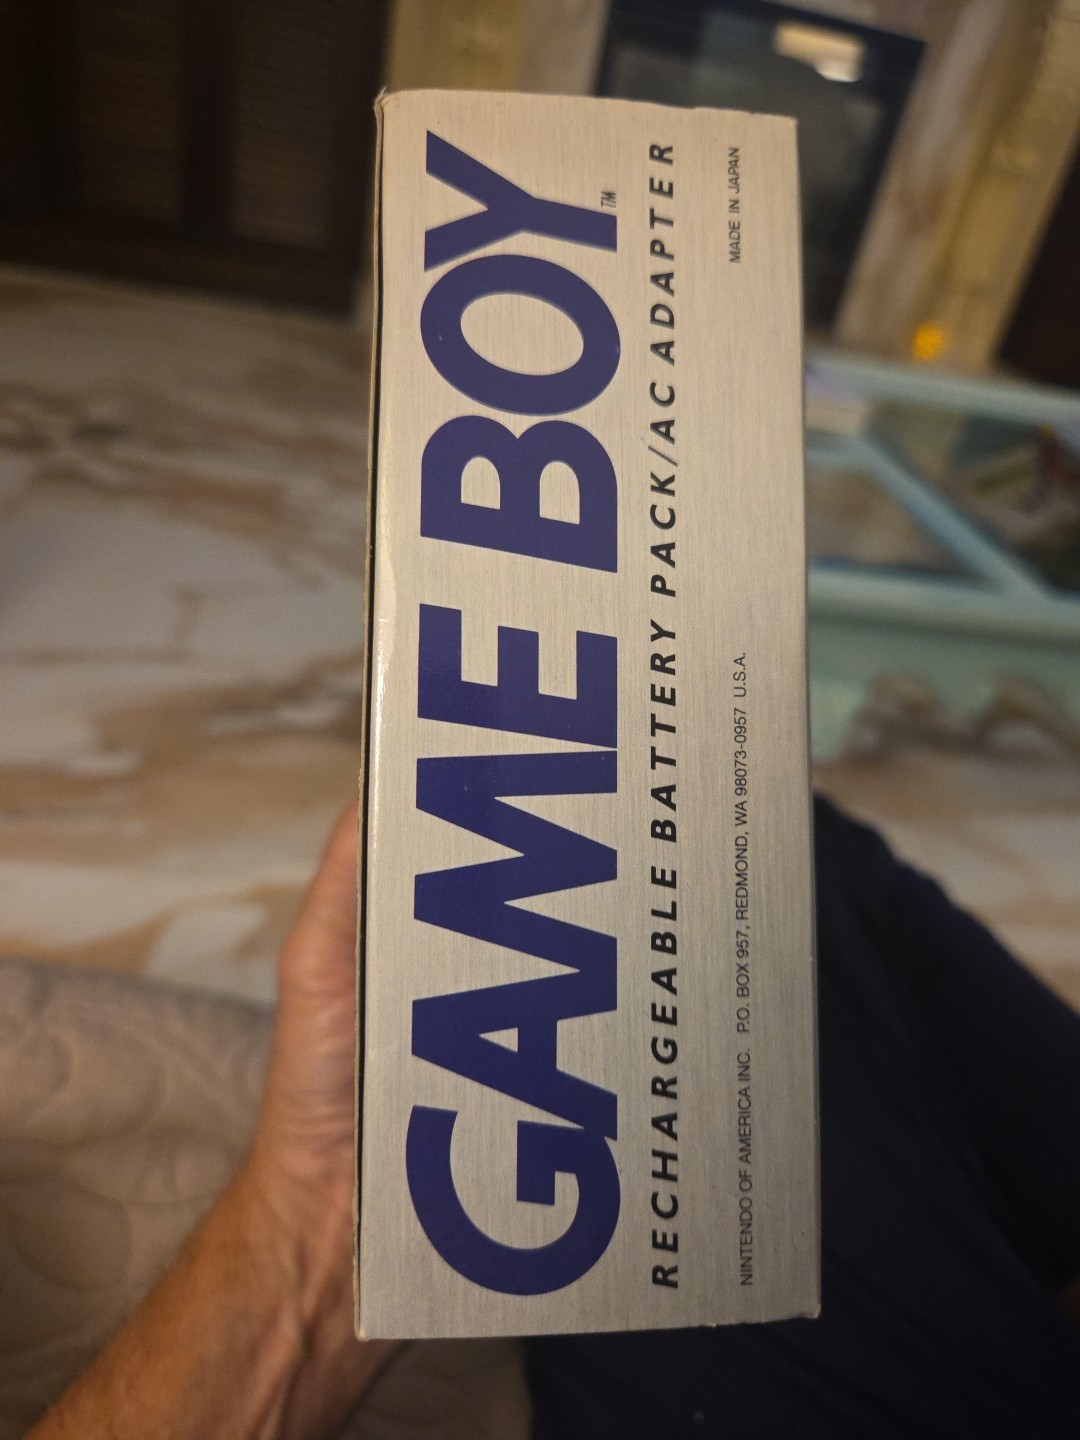 GAME BOY™
RECHARGEABLE BATTERY PACK/AC ADAPTER
NINTENDO OF AMERICA INC. P.O. BOX 957, REDMOND, WA 98073-0957 U.S.A. MADE IN JAPAN